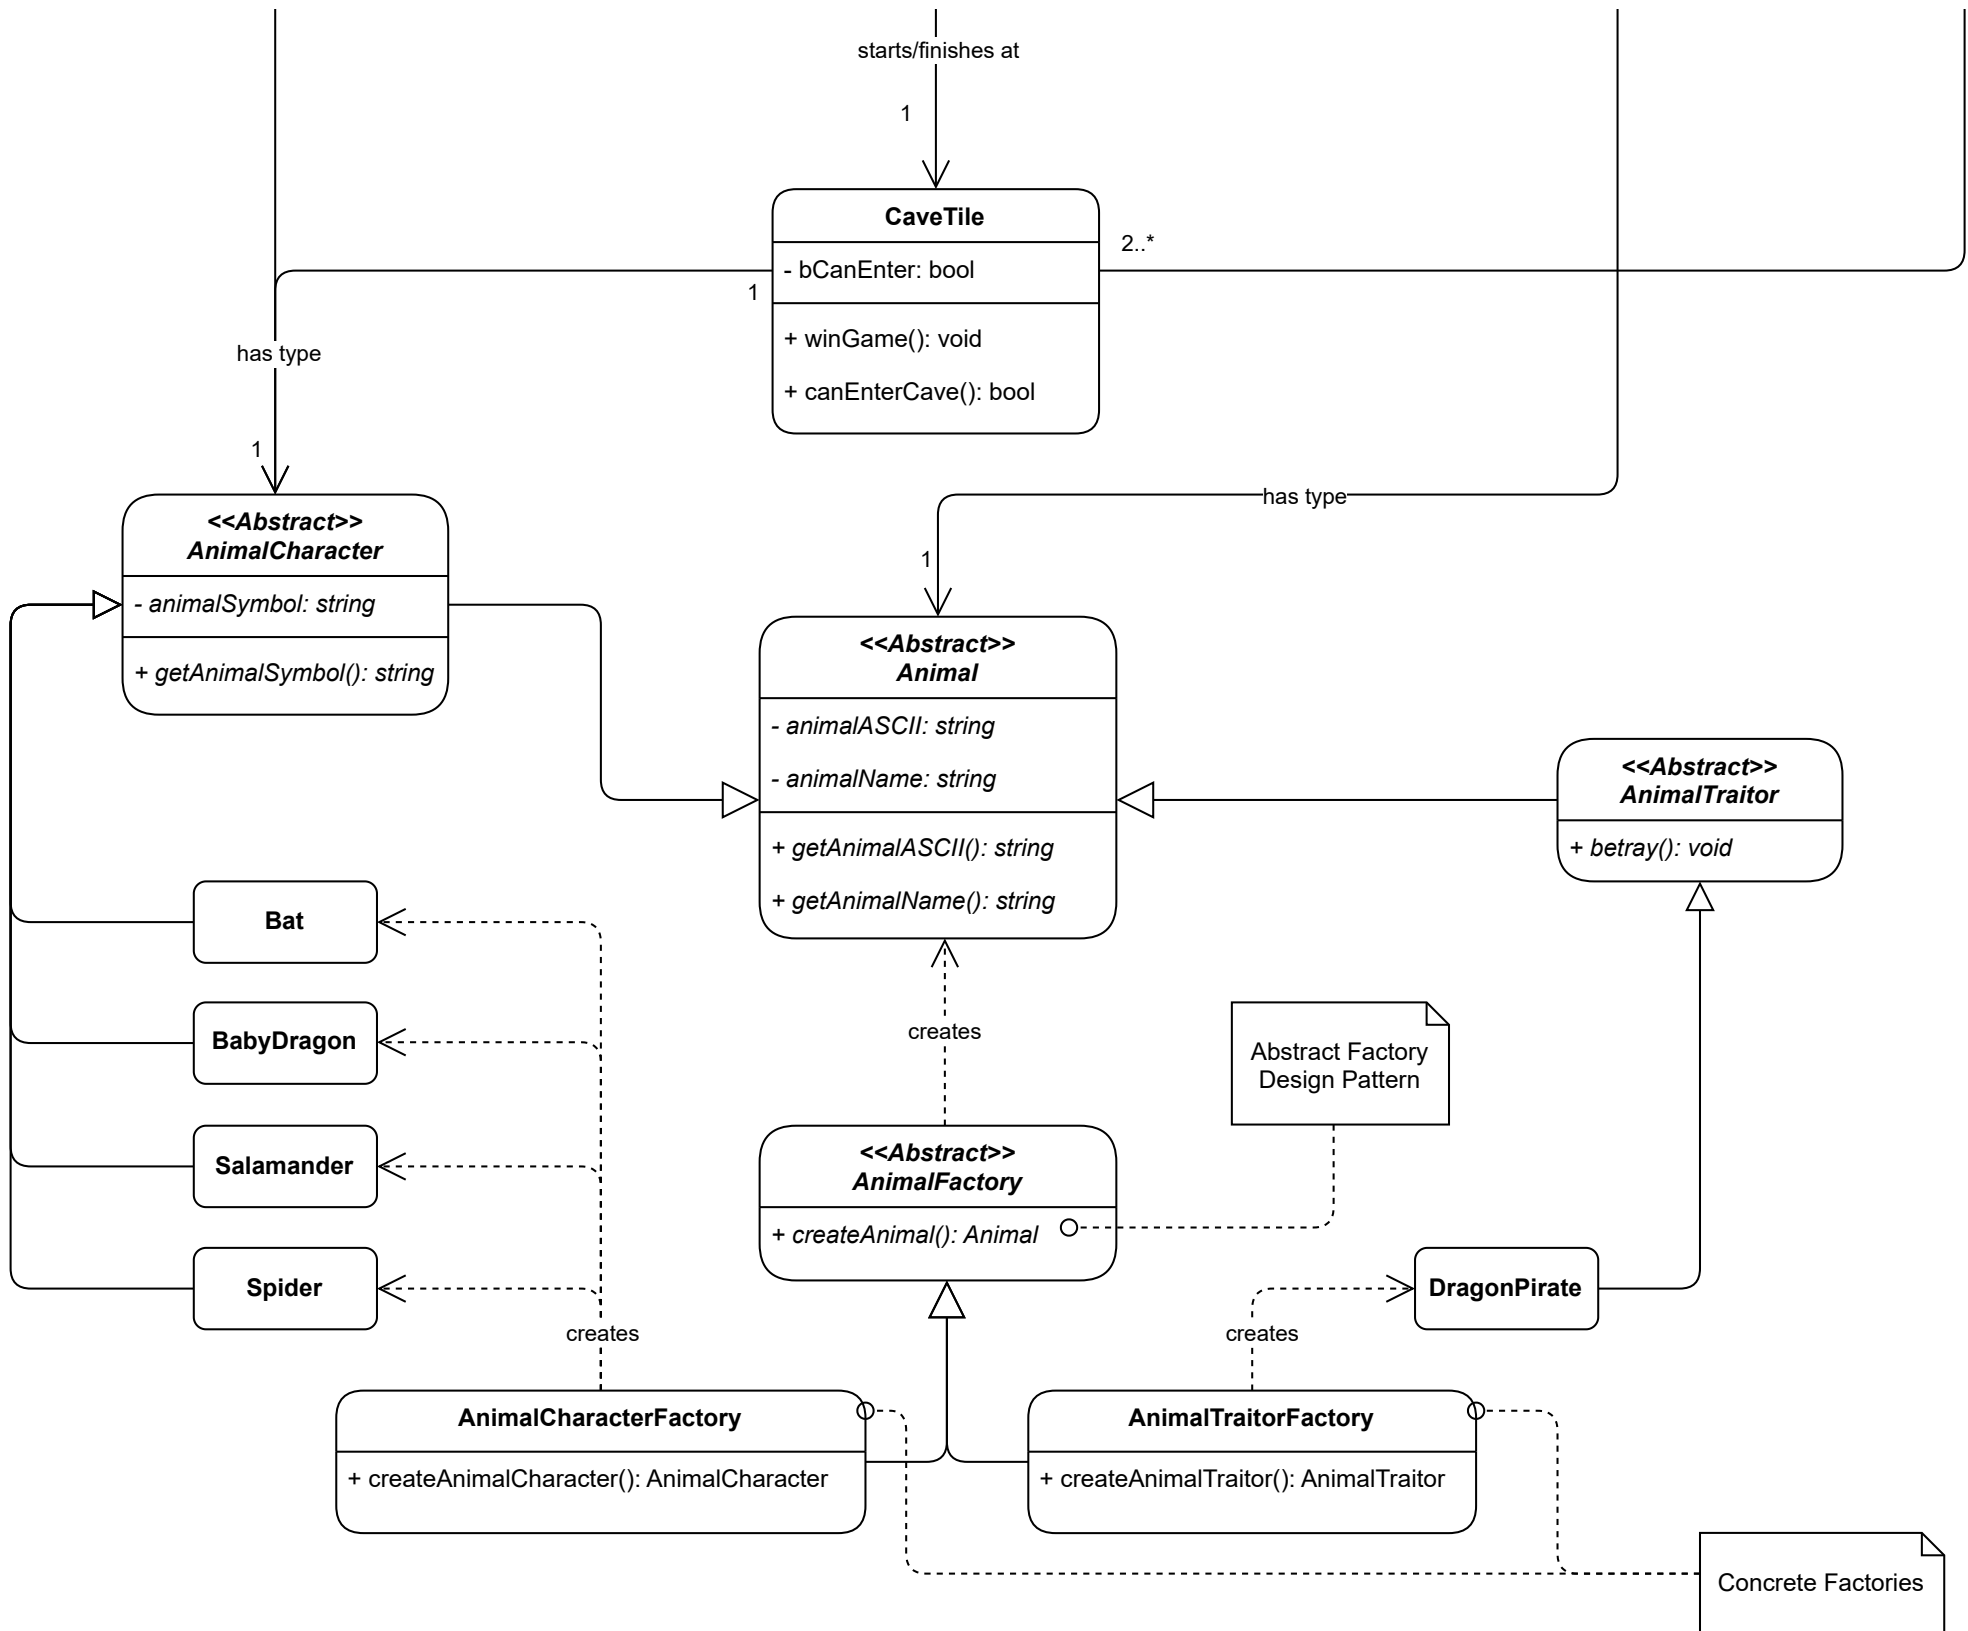 starts/finishes at
1
CaveTile
- bCanEnter: bool
+ winGame(): void
+ canEnterCave(): bool
2..*
1
has type
1
<<Abstract>>
AnimalCharacter
- animalSymbol: string
+ getAnimalSymbol(): string
has type
1
<<Abstract>>
Animal
- animalASCII: string
- animalName: string
+ getAnimalASCII(): string
+ getAnimalName(): string
<<Abstract>>
AnimalTraitor
+ betray(): void
Bat
BabyDragon
Salamander
Spider
creates
Abstract Factory
Design Pattern
<<Abstract>>
AnimalFactory
+ createAnimal(): Animal
DragonPirate
creates
creates
AnimalCharacterFactory
+ createAnimalCharacter(): AnimalCharacter
AnimalTraitorFactory
+ createAnimalTraitor(): AnimalTraitor
Concrete Factories